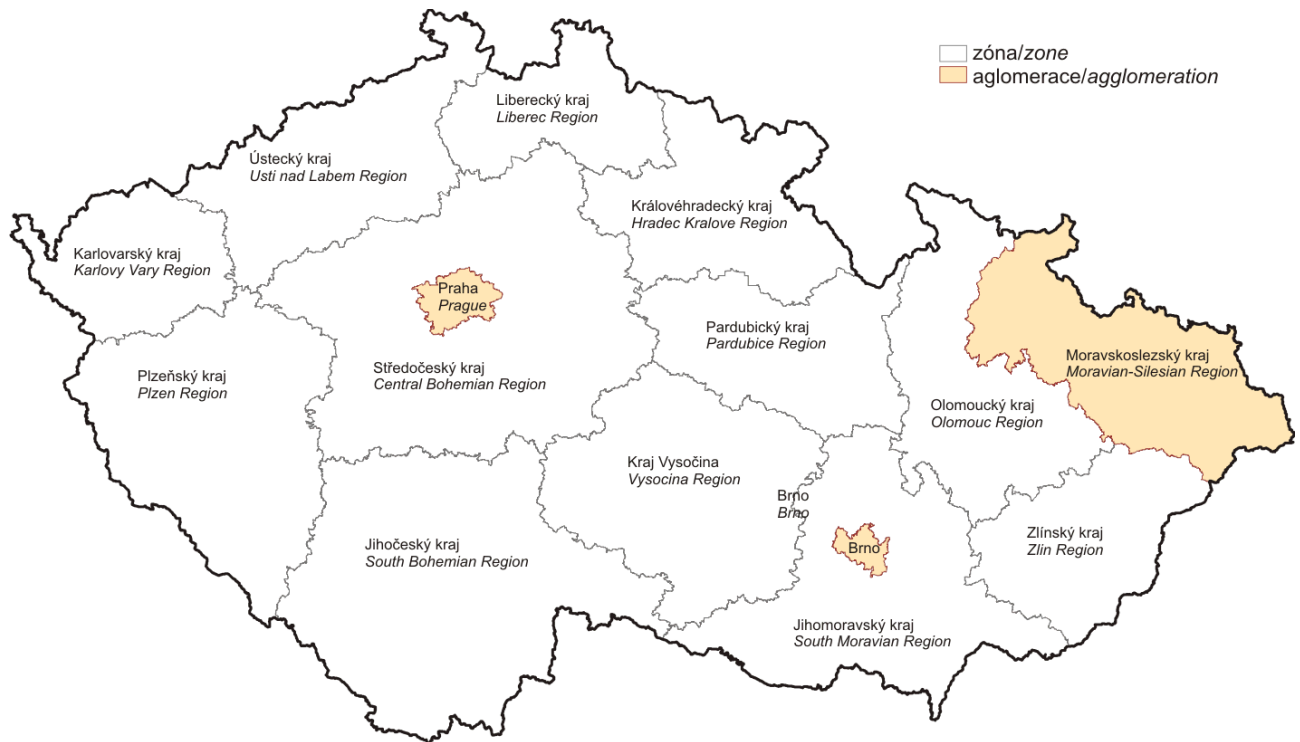 zóna/zone
aglomerace/agglomeration
Liberecký kraj
Liberec Region
Ústecký kraj
Usti nad Labem Region
Královéhradecký kraj
Hradec Kralove Region
Karlovarský kraj
Karlovy Vary Region
Praha
Prague
Pardubický kraj
Pardubice Region
Moravskoslezský kraj
Moravian-Silesian Region
Plzeňský kraj
Plzen Region
Středočeský kraj
Central Bohemian Region
Olomoucký kraj
Olomouc Region
Kraj Vysočina
Vysocina Region
Brno
Brno
Jihočeský kraj
South Bohemian Region
Brno
Zlínský kraj
Zlin Region
Jihomoravský kraj
South Moravian Region